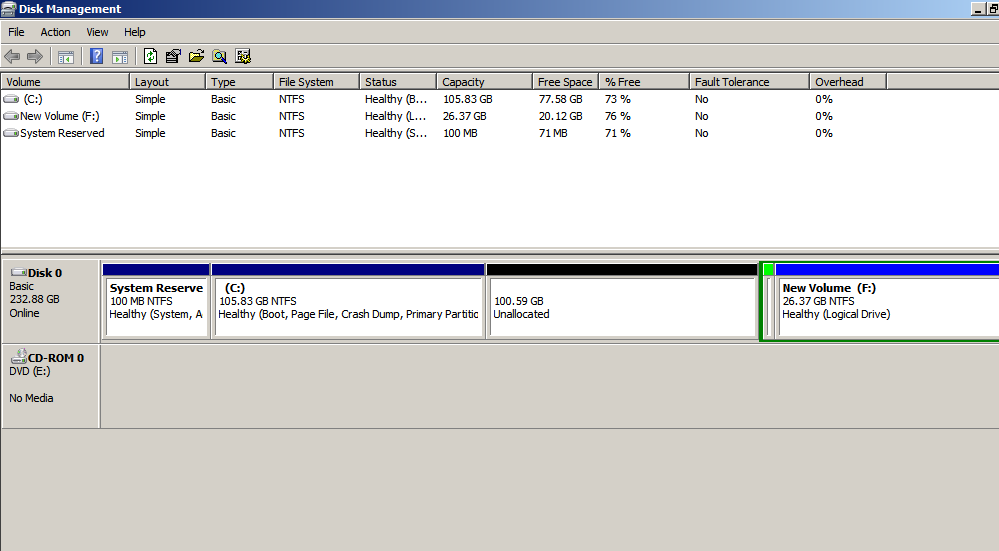 Disk Management
File Action View Help
Volume Layout Type File System Status Capacity Free Space % Free Fault Tolerance Overhead
(C:) Simple Basic NTFS Healthy (B... 105.83 GB 77.58 GB 73 % No 0%
New Volume (F:) Simple Basic NTFS Healthy (L... 26.37 GB 20.12 GB 76 % No 0%
System Reserved Simple Basic NTFS Healthy (S... 100 MB 71 MB 71 % No 0%
Disk 0
Basic
232.88 GB
Online
System Reserve
100 MB NTFS
Healthy (System, A
(C:)
105.83 GB NTFS
Healthy (Boot, Page File, Crash Dump, Primary Partitic
100.59 GB
Unallocated
New Volume (F:)
26.37 GB NTFS
Healthy (Logical Drive)
CD-ROM 0
DVD (E:)
No Media